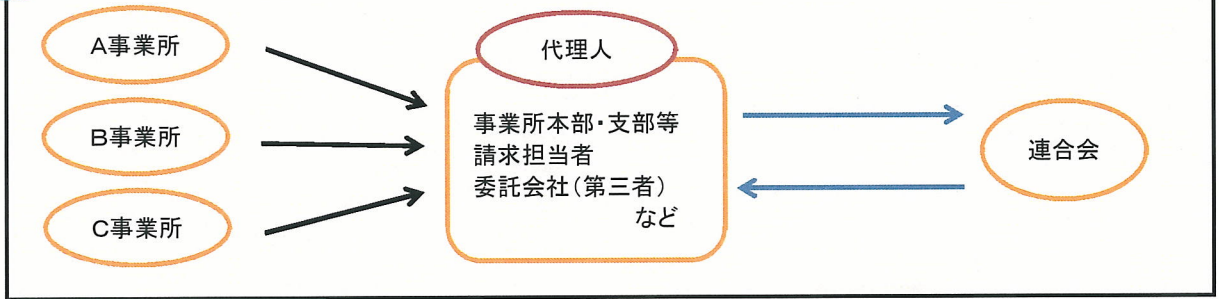 A事業所
B事業所
C事業所
代理人
事業所本部・支部等
請求担当者
委託会社(第三者)
など
連合会